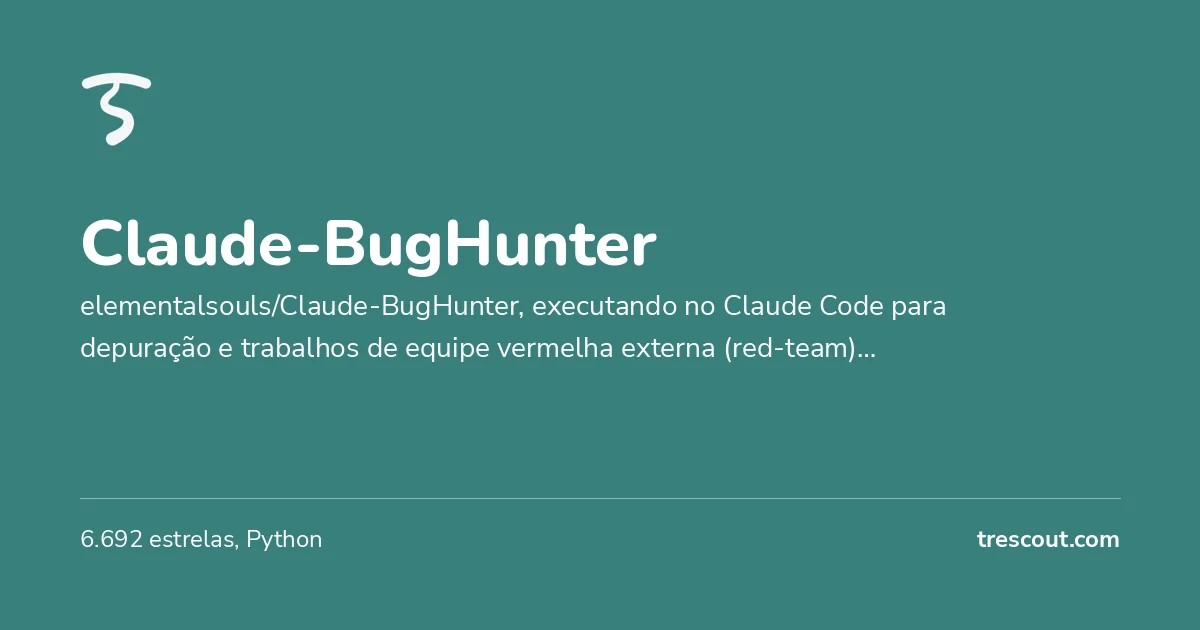 Claude-BugHunter
elementalsouls/Claude-BugHunter, executando no Claude Code para
depuração e trabalhos de equipe vermelha externa (red-team)...
6.692 estrelas, Python
trescout.com